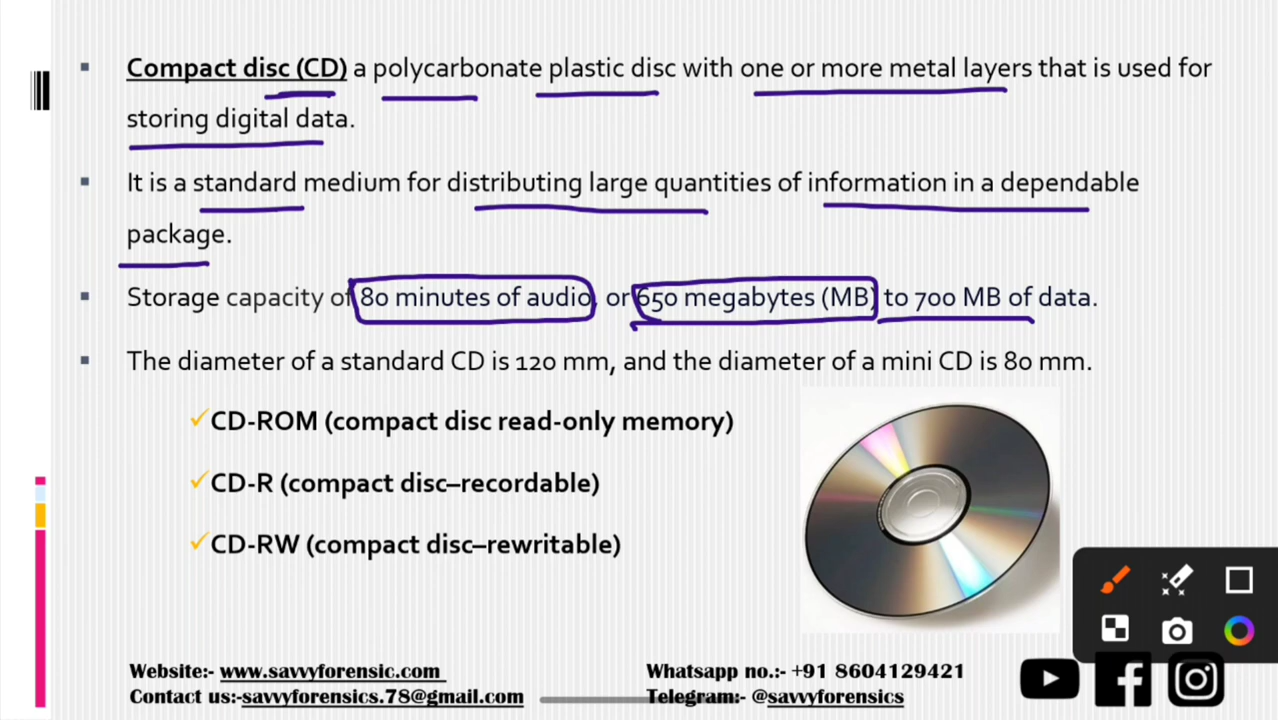 Compact disc (CD) a polycarbonate plastic disc with one or more metal layers that is used for
storing digital data.
It is a standard medium for distributing large quantities of information in a dependable
package.
Storage capacity of 80 minutes of audio, or 650 megabytes (MB) to 700 MB of data.
The diameter of a standard CD is 120 mm, and the diameter of a mini CD is 80 mm.
CD-ROM (compact disc read-only memory)
CD-R (compact disc–recordable)
CD-RW (compact disc–rewritable)
Website:- www.savvyforensic.com
Contact us:-savvyforensics.78@gmail.com
Whatsapp no.:- +91 8604129421
Telegram:- @savvyforensics